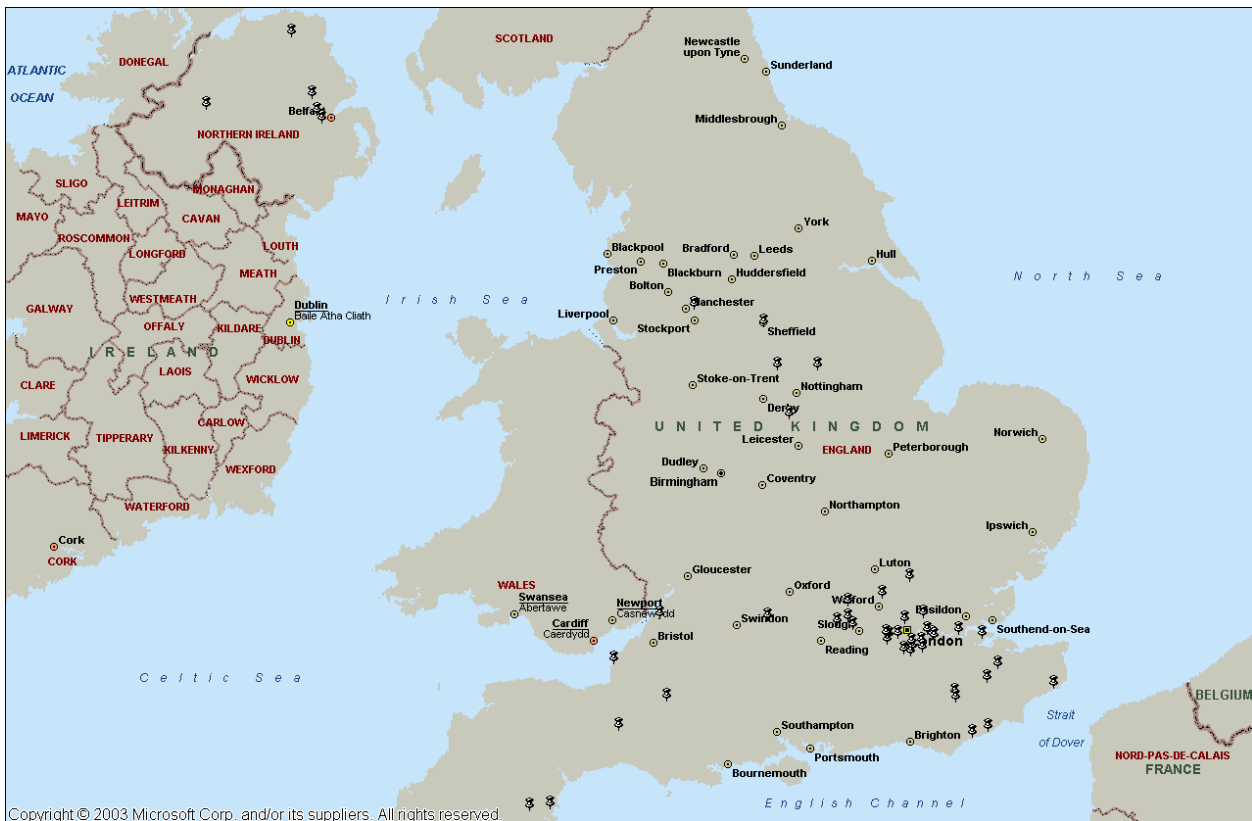 SCOTLAND
Newcastle
upon Tyne
Sunderland
DONEGAL
ATLANTIC
OCEAN
Belfast
NORTHERN IRELAND
Middlesbrough
SLIGO
MONAGHAN
LEITRIM
MAYO
CAVAN
York
ROSCOMMON
LONGFORD
LOUTH
Blackpool
Bradford
Leeds
Hull
Preston
Blackburn
Huddersfield
MEATH
North Sea
Bolton
WESTMEATH
Irish Sea
Manchester
GALWAY
Dublin
Baile Átha Cliath
Liverpool
OFFALY
KILDARE
Stockport
Sheffield
DUBLIN
IRELAND
LAOIS
CLARE
WICKLOW
Stoke-on-Trent
Nottingham
Derby
CARLOW
UNITED KINGDOM
LIMERICK
TIPPERARY
Norwich
KILKENNY
Leicester
ENGLAND
Peterborough
WEXFORD
Dudley
Birmingham
Coventry
WATERFORD
Northampton
Ipswich
Cork
CORK
Gloucester
Luton
WALES
Oxford
Swansea
Abertawe
Newport
Casnewydd
Watford
Basildon
Cardiff
Caerdydd
Swindon
Slough
Southend-on-Sea
Bristol
Reading
London
Celtic Sea
BELGIUM
Strait
of Dover
Southampton
Brighton
Portsmouth
NORD-PAS-DE-CALAIS
FRANCE
Bournemouth
English Channel
Copyright © 2003 Microsoft Corp. and/or its suppliers. All rights reserved.